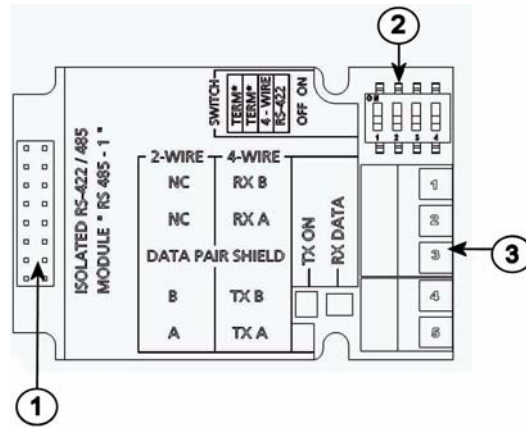 2
SWITCH
TERM*
TERM*
4 - WIRE
RS-422
OFF ON
ON
1 2 3 4
ISOLATED RS-422 / 485
MODULE " RS 485 - 1 "
2-WIRE 4-WIRE
NC RX B
NC RX A
DATA PAIR SHIELD
B TX B
A TX A
TX ON
RX DATA
1
2
3
4
5
3
1